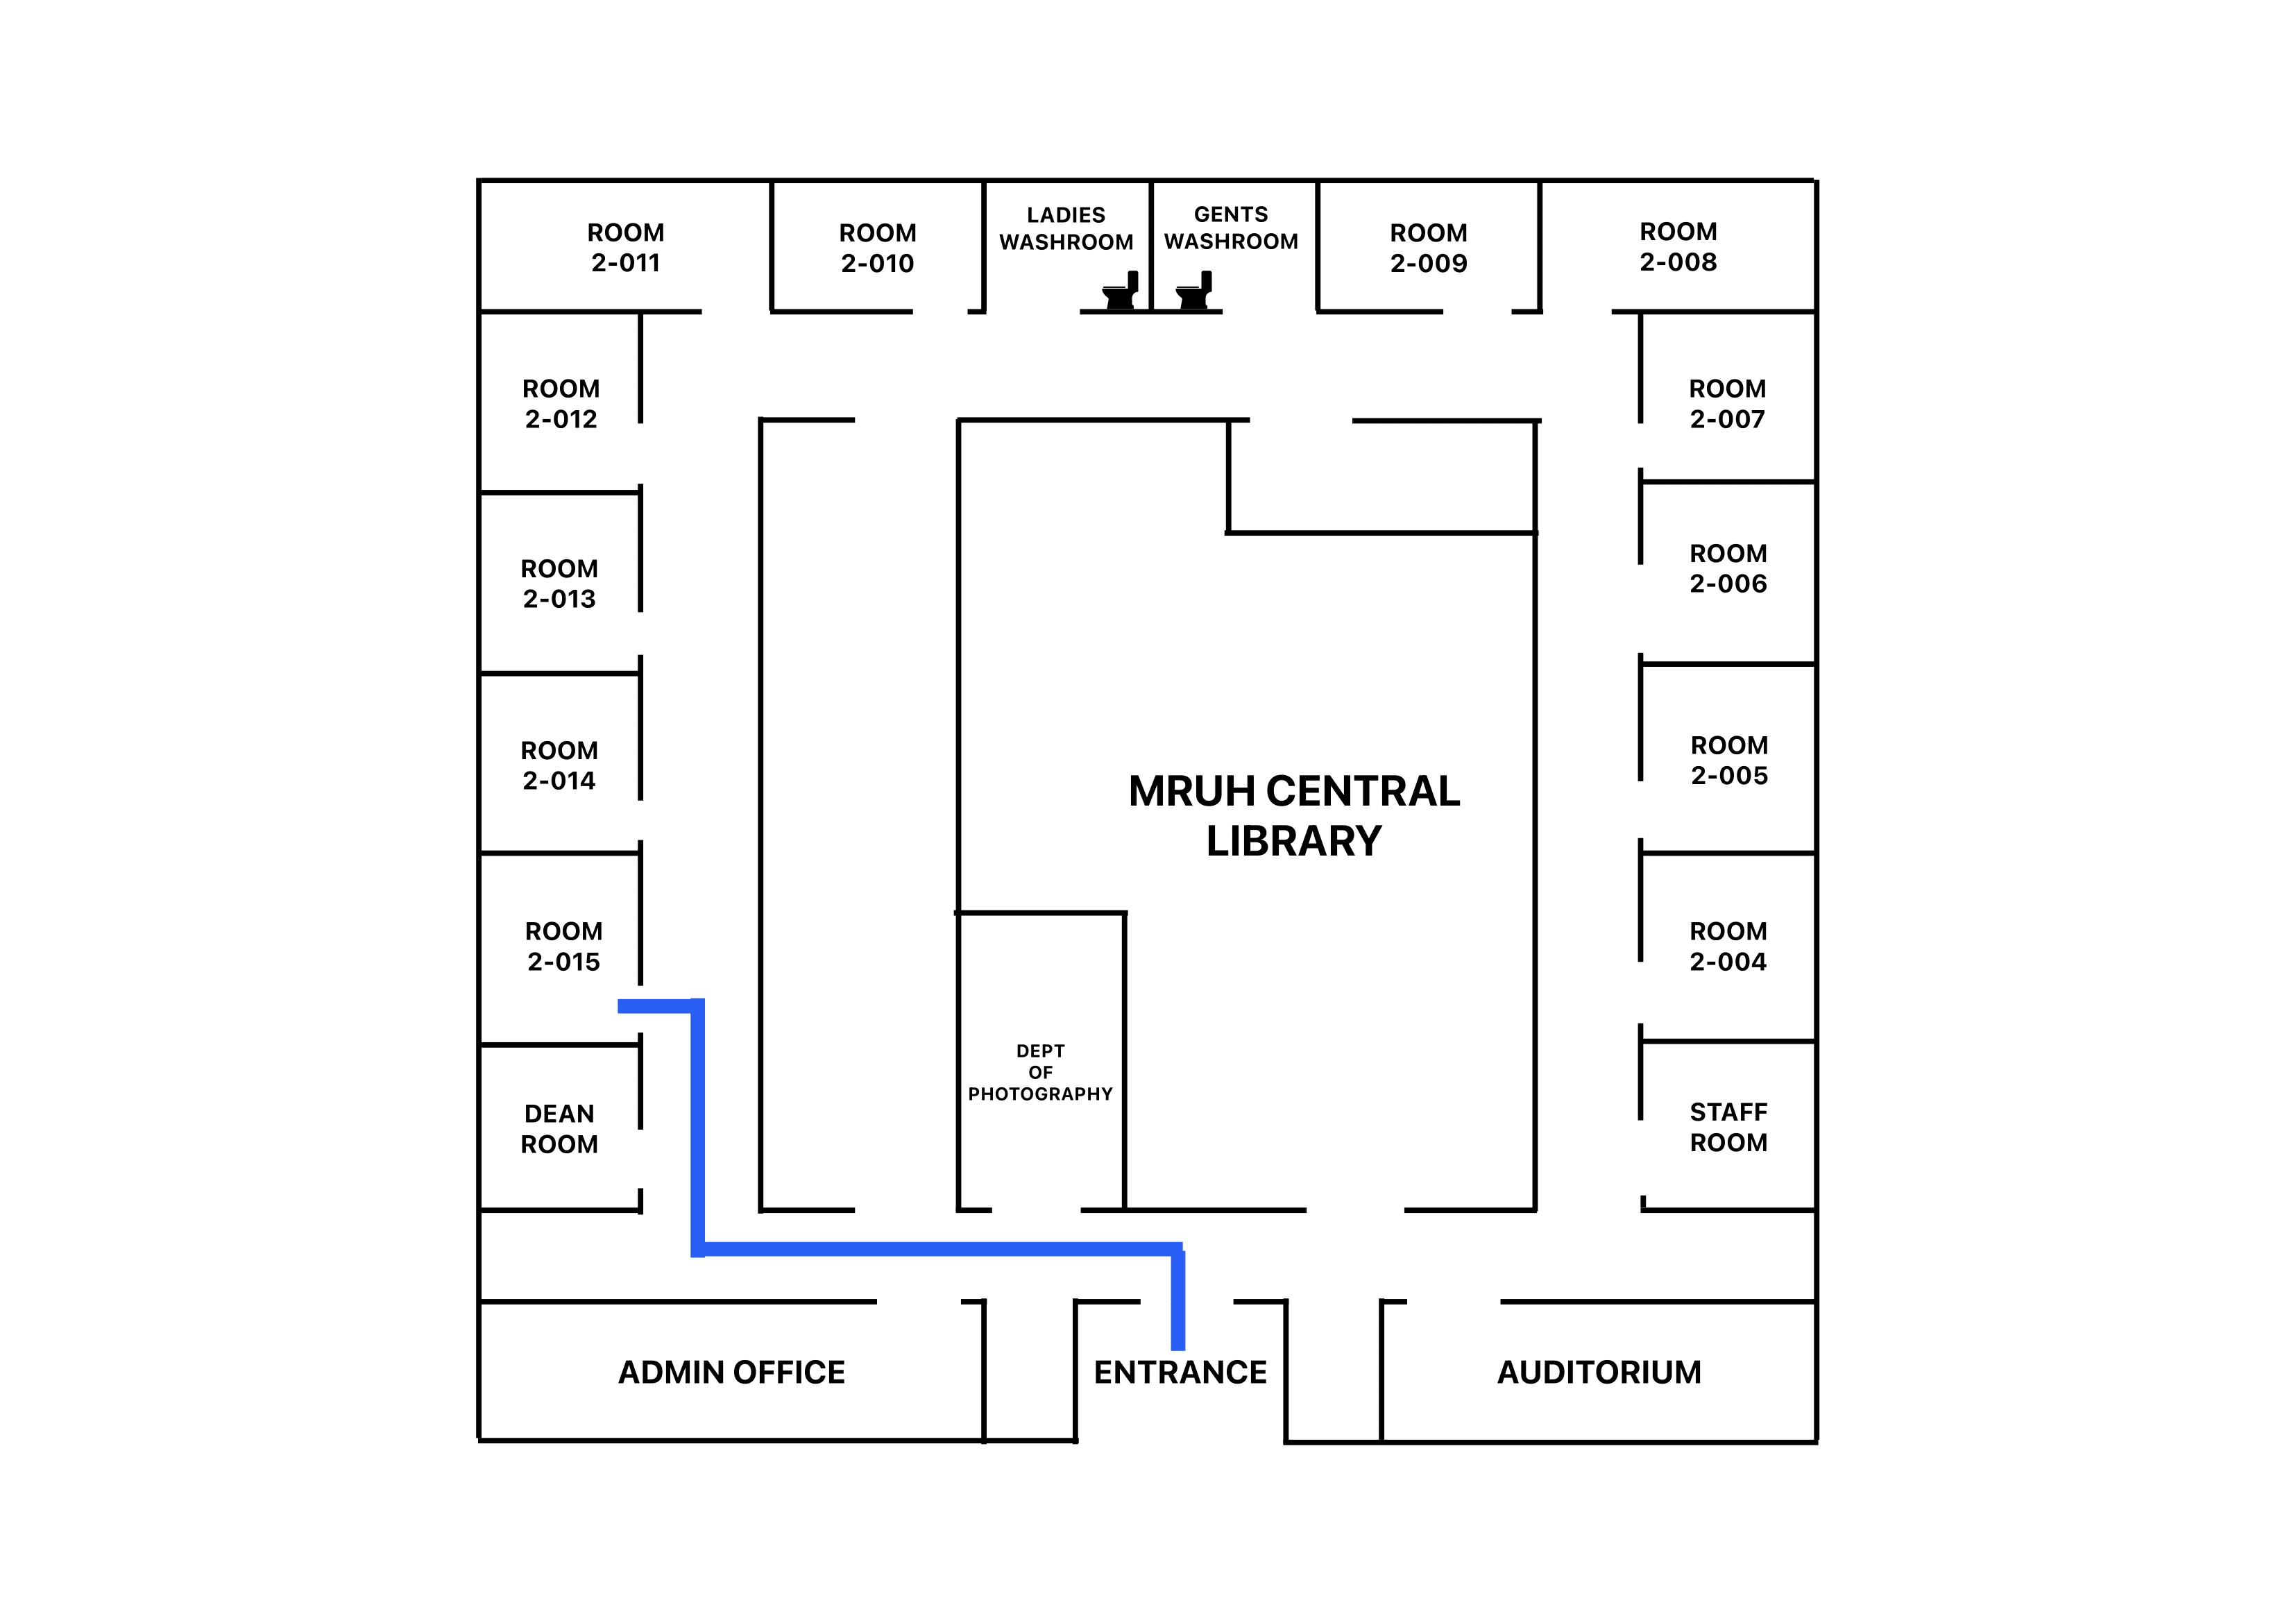 ROOM
2-011
ROOM
2-010
LADIES
WASHROOM
GENTS
WASHROOM
ROOM
2-009
ROOM
2-008
ROOM
2-012
ROOM
2-007
ROOM
2-013
ROOM
2-006
ROOM
2-014
ROOM
2-005
MRUH CENTRAL
LIBRARY
ROOM
2-015
ROOM
2-004
DEPT
OF
PHOTOGRAPHY
DEAN
ROOM
STAFF
ROOM
ADMIN OFFICE
ENTRANCE
AUDITORIUM